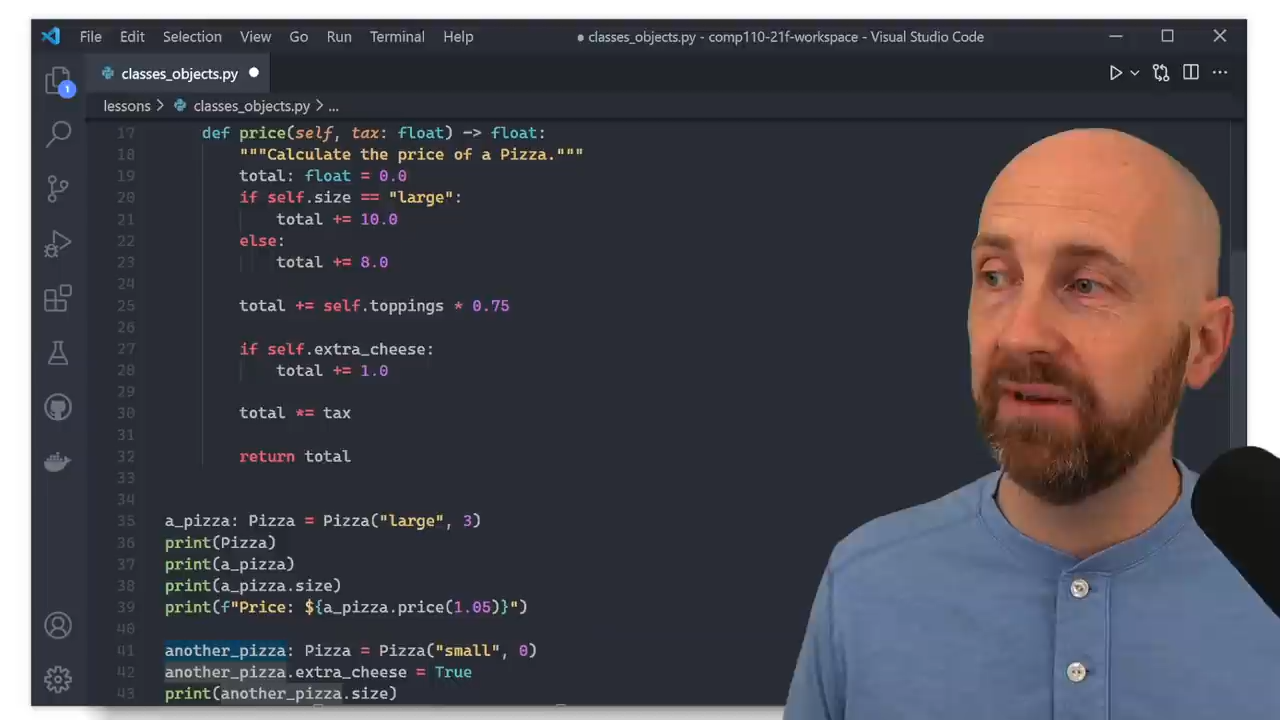 File Edit Selection View Go Run Terminal Help ● classes_objects.py - comp110-21f-workspace - Visual Studio Code
1 classes_objects.py
lessons > classes_objects.py > ...
17 def price(self, tax: float) -> float:
18 """Calculate the price of a Pizza."""
19 total: float = 0.0
20 if self.size == "large":
21 total += 10.0
22 else:
23 total += 8.0
24
25 total += self.toppings * 0.75
26
27 if self.extra_cheese:
28 total += 1.0
29
30 total *= tax
31
32 return total
33
34
35 a_pizza: Pizza = Pizza("large", 3)
36 print(Pizza)
37 print(a_pizza)
38 print(a_pizza.size)
39 print(f"Price: ${a_pizza.price(1.05)}")
40
41 another_pizza: Pizza = Pizza("small", 0)
42 another_pizza.extra_cheese = True
43 print(another_pizza.size)